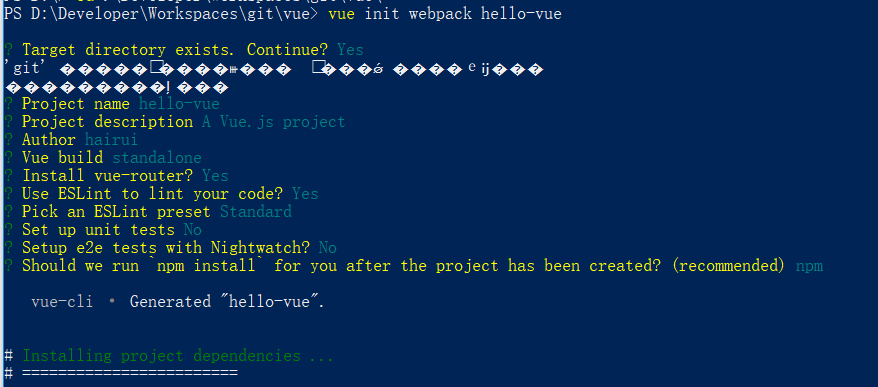 PS D:\Developer\Workspaces\git\vue> vue init webpack hello-vue
? Target directory exists. Continue? Yes
'git'
? Project name hello-vue
? Project description A Vue.js project
? Author hairui
? Vue build standalone
? Install vue-router? Yes
? Use ESLint to lint your code? Yes
? Pick an ESLint preset Standard
? Set up unit tests No
? Setup e2e tests with Nightwatch? No
? Should we run `npm install` for you after the project has been created? (recommended) npm
vue-cli · Generated "hello-vue".
# Installing project dependencies ...
# ========================